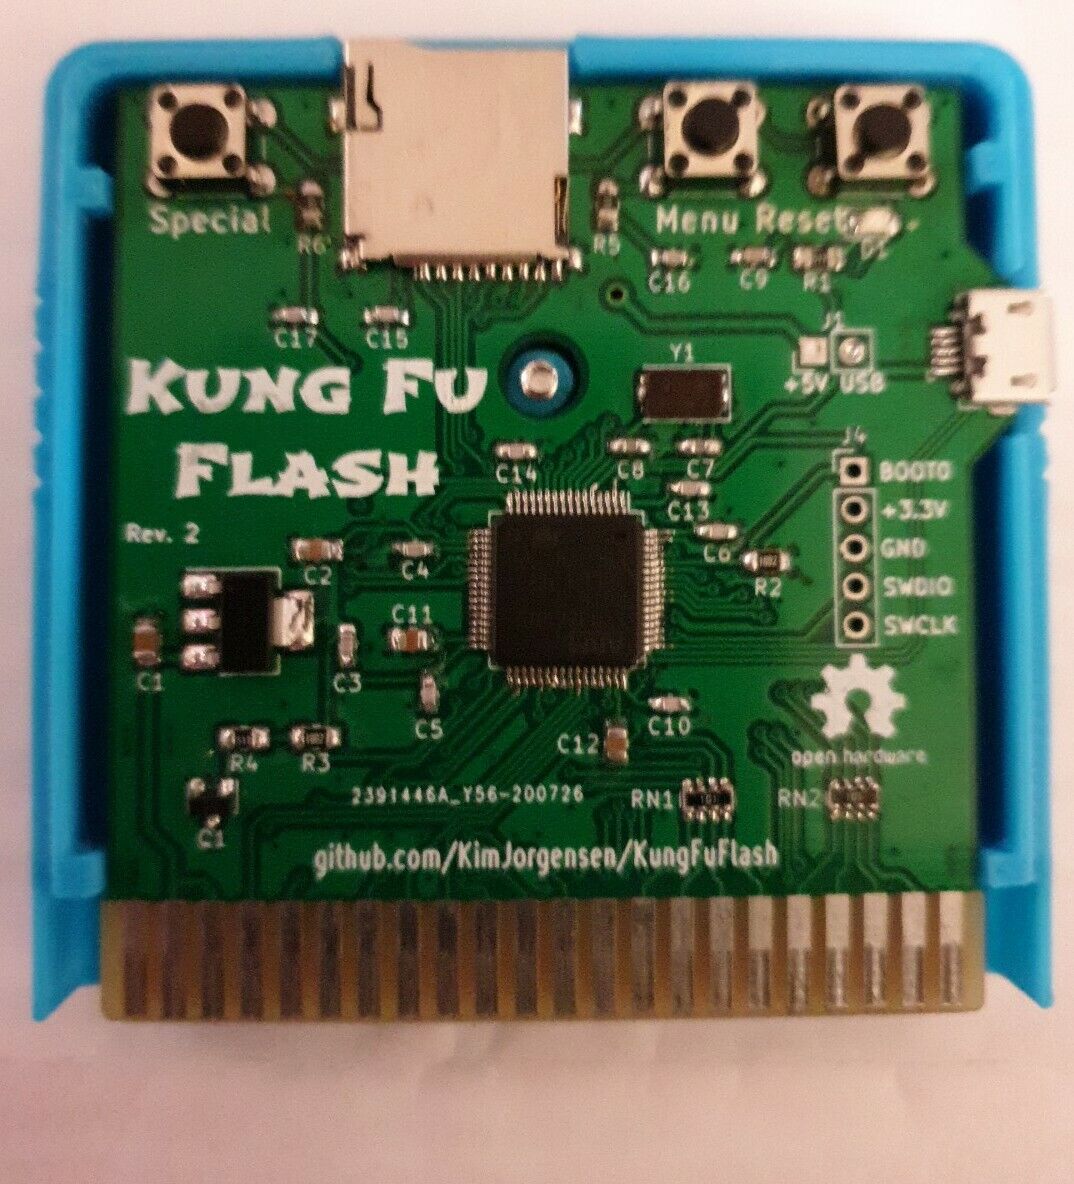 Special
Menu Reset
R6
R5
C16
C9
R1
C17
C15
J1
Y1
+5V USB
KUNG FU
FLASH
J4
C14
C8
C7
BOOT0
C13
+3.3V
Rev. 2
C6
GND
C2
C4
R2
SWDIO
C11
SWCLK
C1
C3
C5
C10
C12
open hardware
R4
R3
2391446A_Y56-200726
RN1
RN2
C1
github.com/KimJorgensen/KungFuFlash